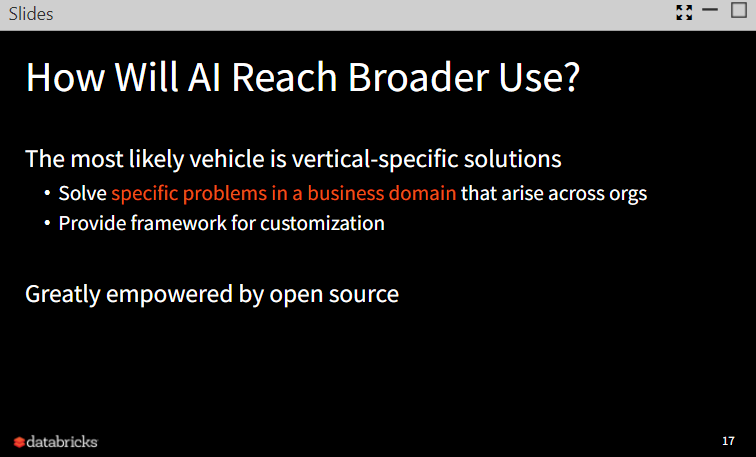 Slides
How Will AI Reach Broader Use?
The most likely vehicle is vertical-specific solutions
• Solve specific problems in a business domain that arise across orgs
• Provide framework for customization
Greatly empowered by open source
databricks
17